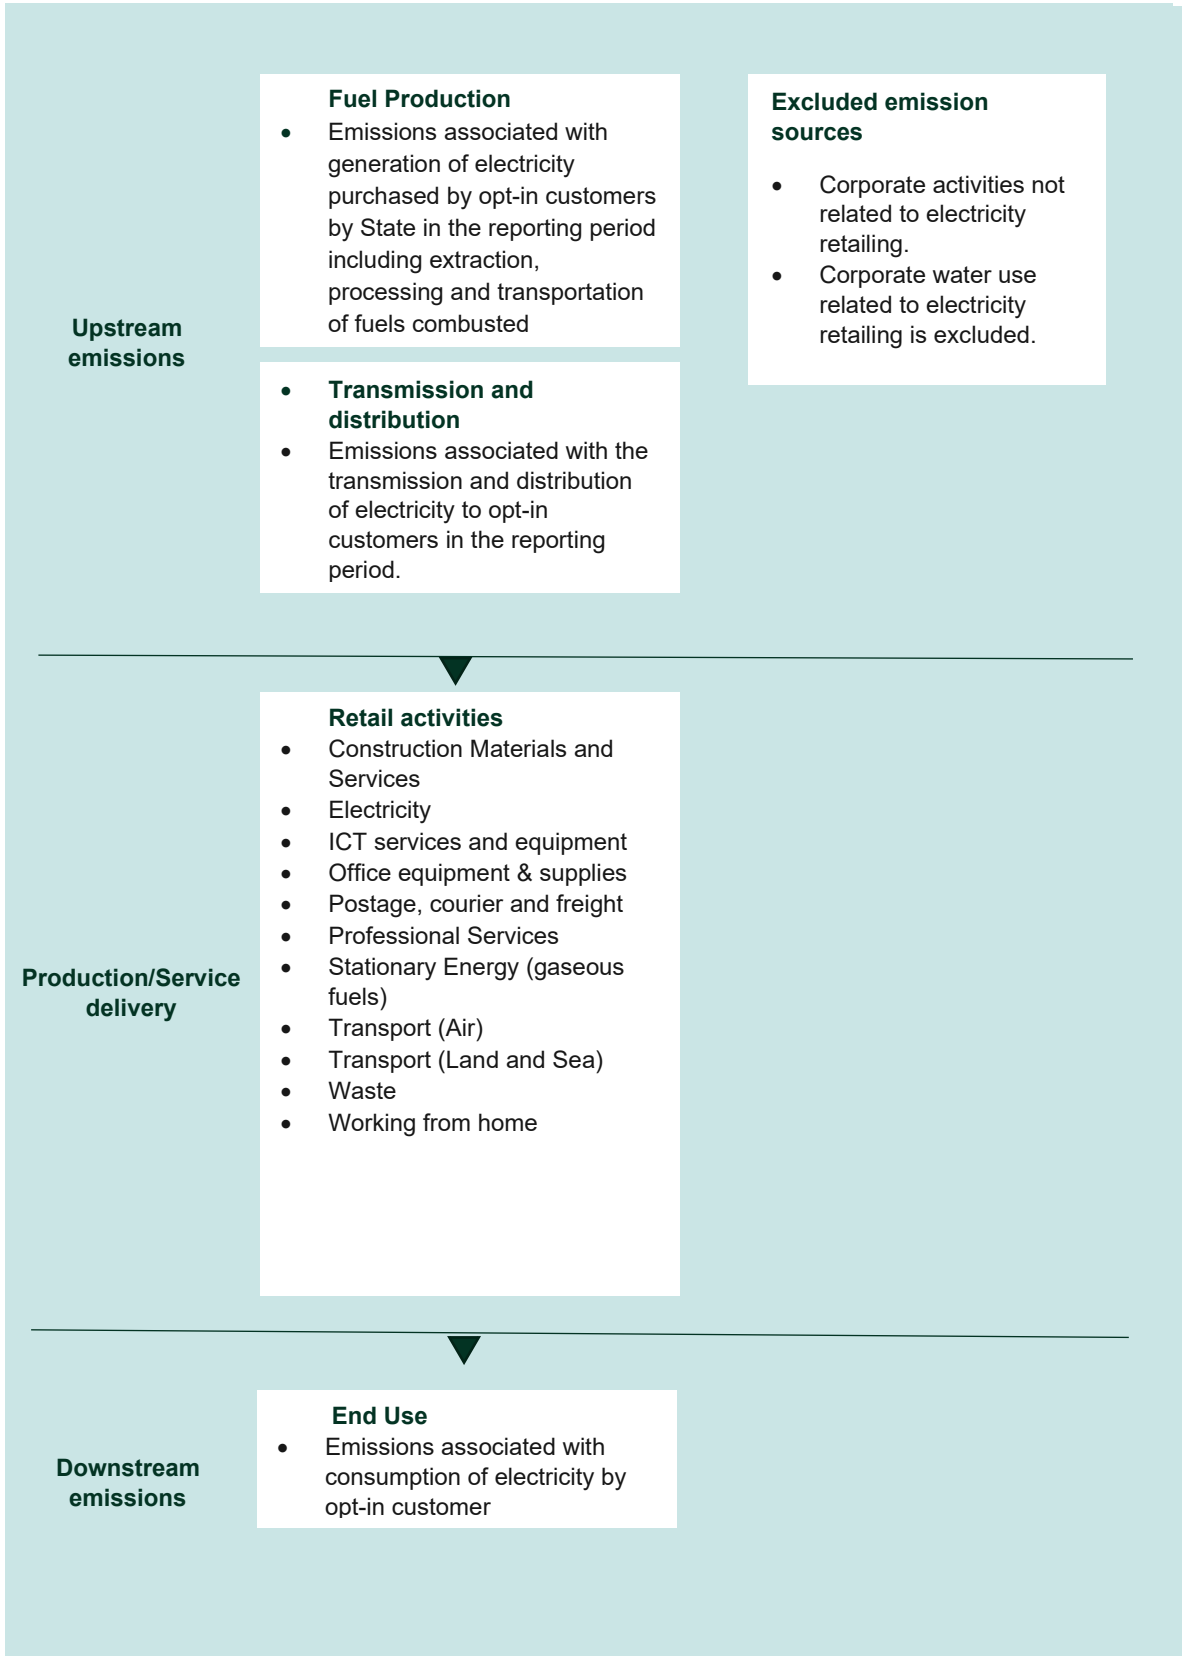 Upstream
emissions
Fuel Production
• Emissions associated with
generation of electricity
purchased by opt-in customers
by State in the reporting period
including extraction,
processing and transportation
of fuels combusted
• Transmission and
distribution
• Emissions associated with the
transmission and distribution
of electricity to opt-in
customers in the reporting
period.
Excluded emission
sources
• Corporate activities not
related to electricity
retailing.
• Corporate water use
related to electricity
retailing is excluded.
Production/Service
delivery
Retail activities
• Construction Materials and
Services
• Electricity
• ICT services and equipment
• Office equipment & supplies
• Postage, courier and freight
• Professional Services
• Stationary Energy (gaseous
fuels)
• Transport (Air)
• Transport (Land and Sea)
• Waste
• Working from home
Downstream
emissions
End Use
• Emissions associated with
consumption of electricity by
opt-in customer